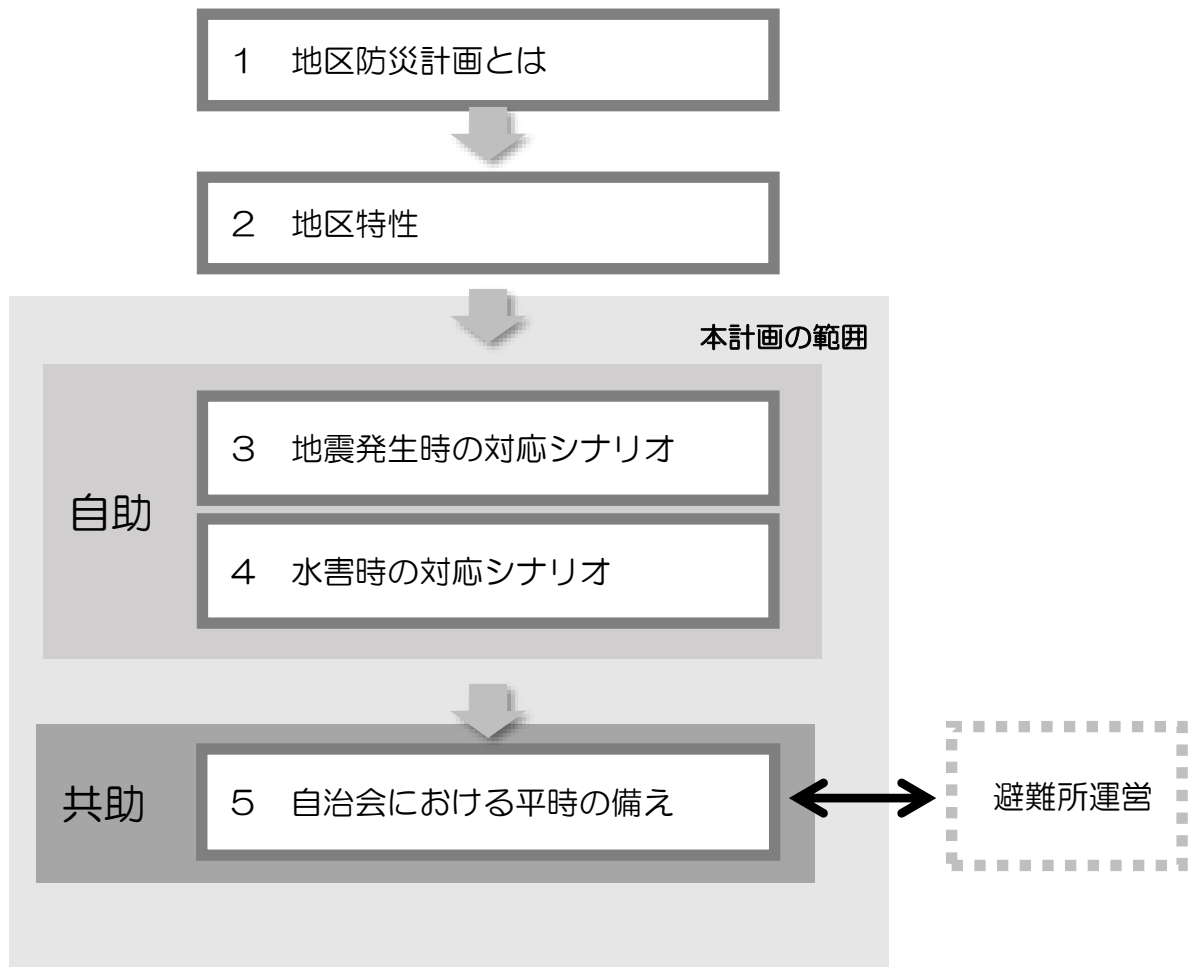 １　地区防災計画とは
２　地区特性
本計画の範囲
自助
３　地震発生時の対応シナリオ
４　水害時の対応シナリオ
共助
５　自治会における平時の備え
避難所運営